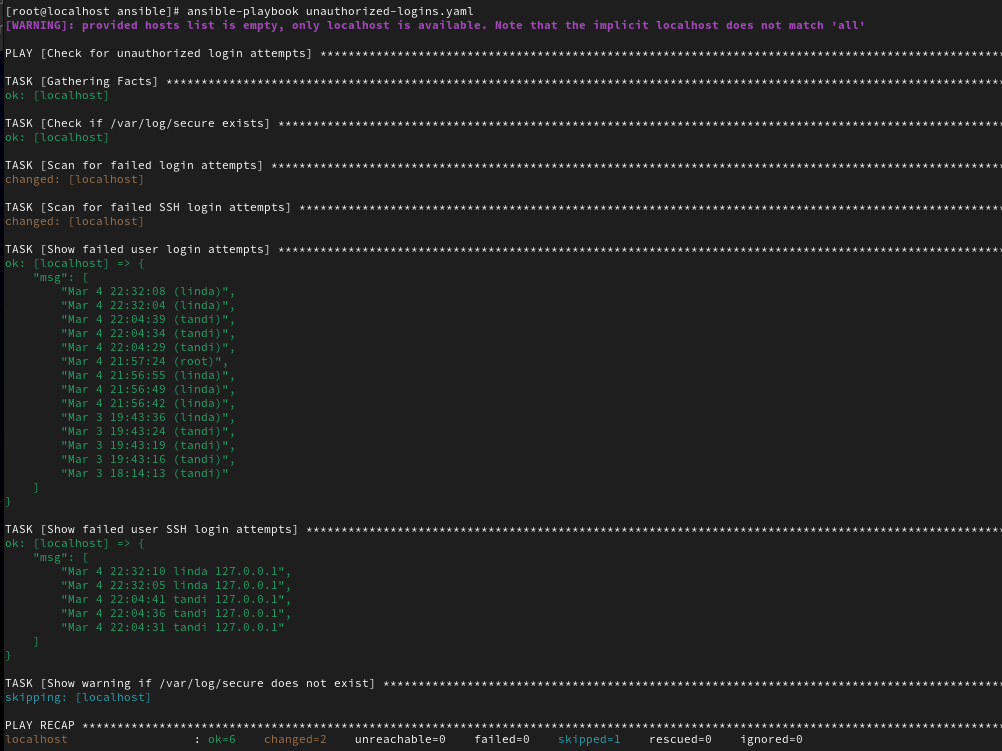 [root@localhost ansible]# ansible-playbook unauthorized-logins.yaml
[WARNING]: provided hosts list is empty, only localhost is available. Note that the implicit localhost does not match 'all'
PLAY [Check for unauthorized login attempts] *************************************************************************************************
TASK [Gathering Facts] ***********************************************************************************************************************
ok: [localhost]
TASK [Check if /var/log/secure exists] *******************************************************************************************************
ok: [localhost]
TASK [Scan for failed login attempts] ********************************************************************************************************
changed: [localhost]
TASK [Scan for failed SSH login attempts] ****************************************************************************************************
changed: [localhost]
TASK [Show failed user login attempts] *******************************************************************************************************
ok: [localhost] => {
    "msg": [
        "Mar 4 22:32:08 (linda)",
        "Mar 4 22:32:04 (linda)",
        "Mar 4 22:04:39 (tandi)",
        "Mar 4 22:04:34 (tandi)",
        "Mar 4 22:04:29 (tandi)",
        "Mar 4 21:57:24 (root)",
        "Mar 4 21:56:55 (linda)",
        "Mar 4 21:56:49 (linda)",
        "Mar 4 21:56:42 (linda)",
        "Mar 3 19:43:36 (linda)",
        "Mar 3 19:43:24 (tandi)",
        "Mar 3 19:43:19 (tandi)",
        "Mar 3 19:43:16 (tandi)",
        "Mar 3 18:14:13 (tandi)"
    ]
}
TASK [Show failed user SSH login attempts] ***************************************************************************************************
ok: [localhost] => {
    "msg": [
        "Mar 4 22:32:10 linda 127.0.0.1",
        "Mar 4 22:32:05 linda 127.0.0.1",
        "Mar 4 22:04:41 tandi 127.0.0.1",
        "Mar 4 22:04:36 tandi 127.0.0.1",
        "Mar 4 22:04:31 tandi 127.0.0.1"
    ]
}
TASK [Show warning if /var/log/secure does not exist] ****************************************************************************************
skipping: [localhost]
PLAY RECAP ***********************************************************************************************************************************
localhost                  : ok=6    changed=2    unreachable=0    failed=0    skipped=1    rescued=0    ignored=0